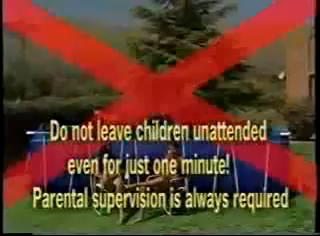 Do not leave children unattended
even for just one minute!
Parental supervision is always required